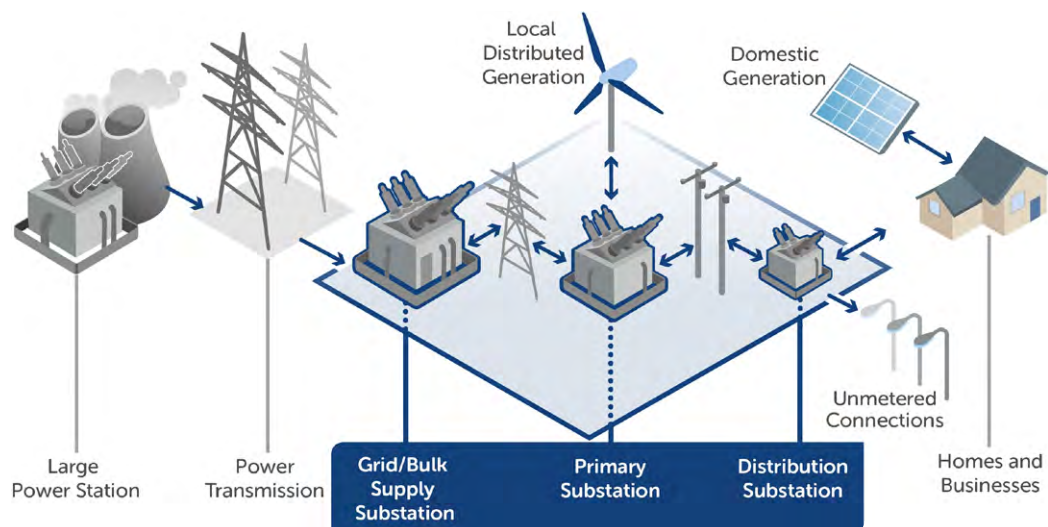 Local
Distributed
Generation
Domestic
Generation
Unmetered
Connections
Large
Power Station
Power
Transmission
Grid/Bulk
Supply
Substation
Primary
Substation
Distribution
Substation
Homes and
Businesses